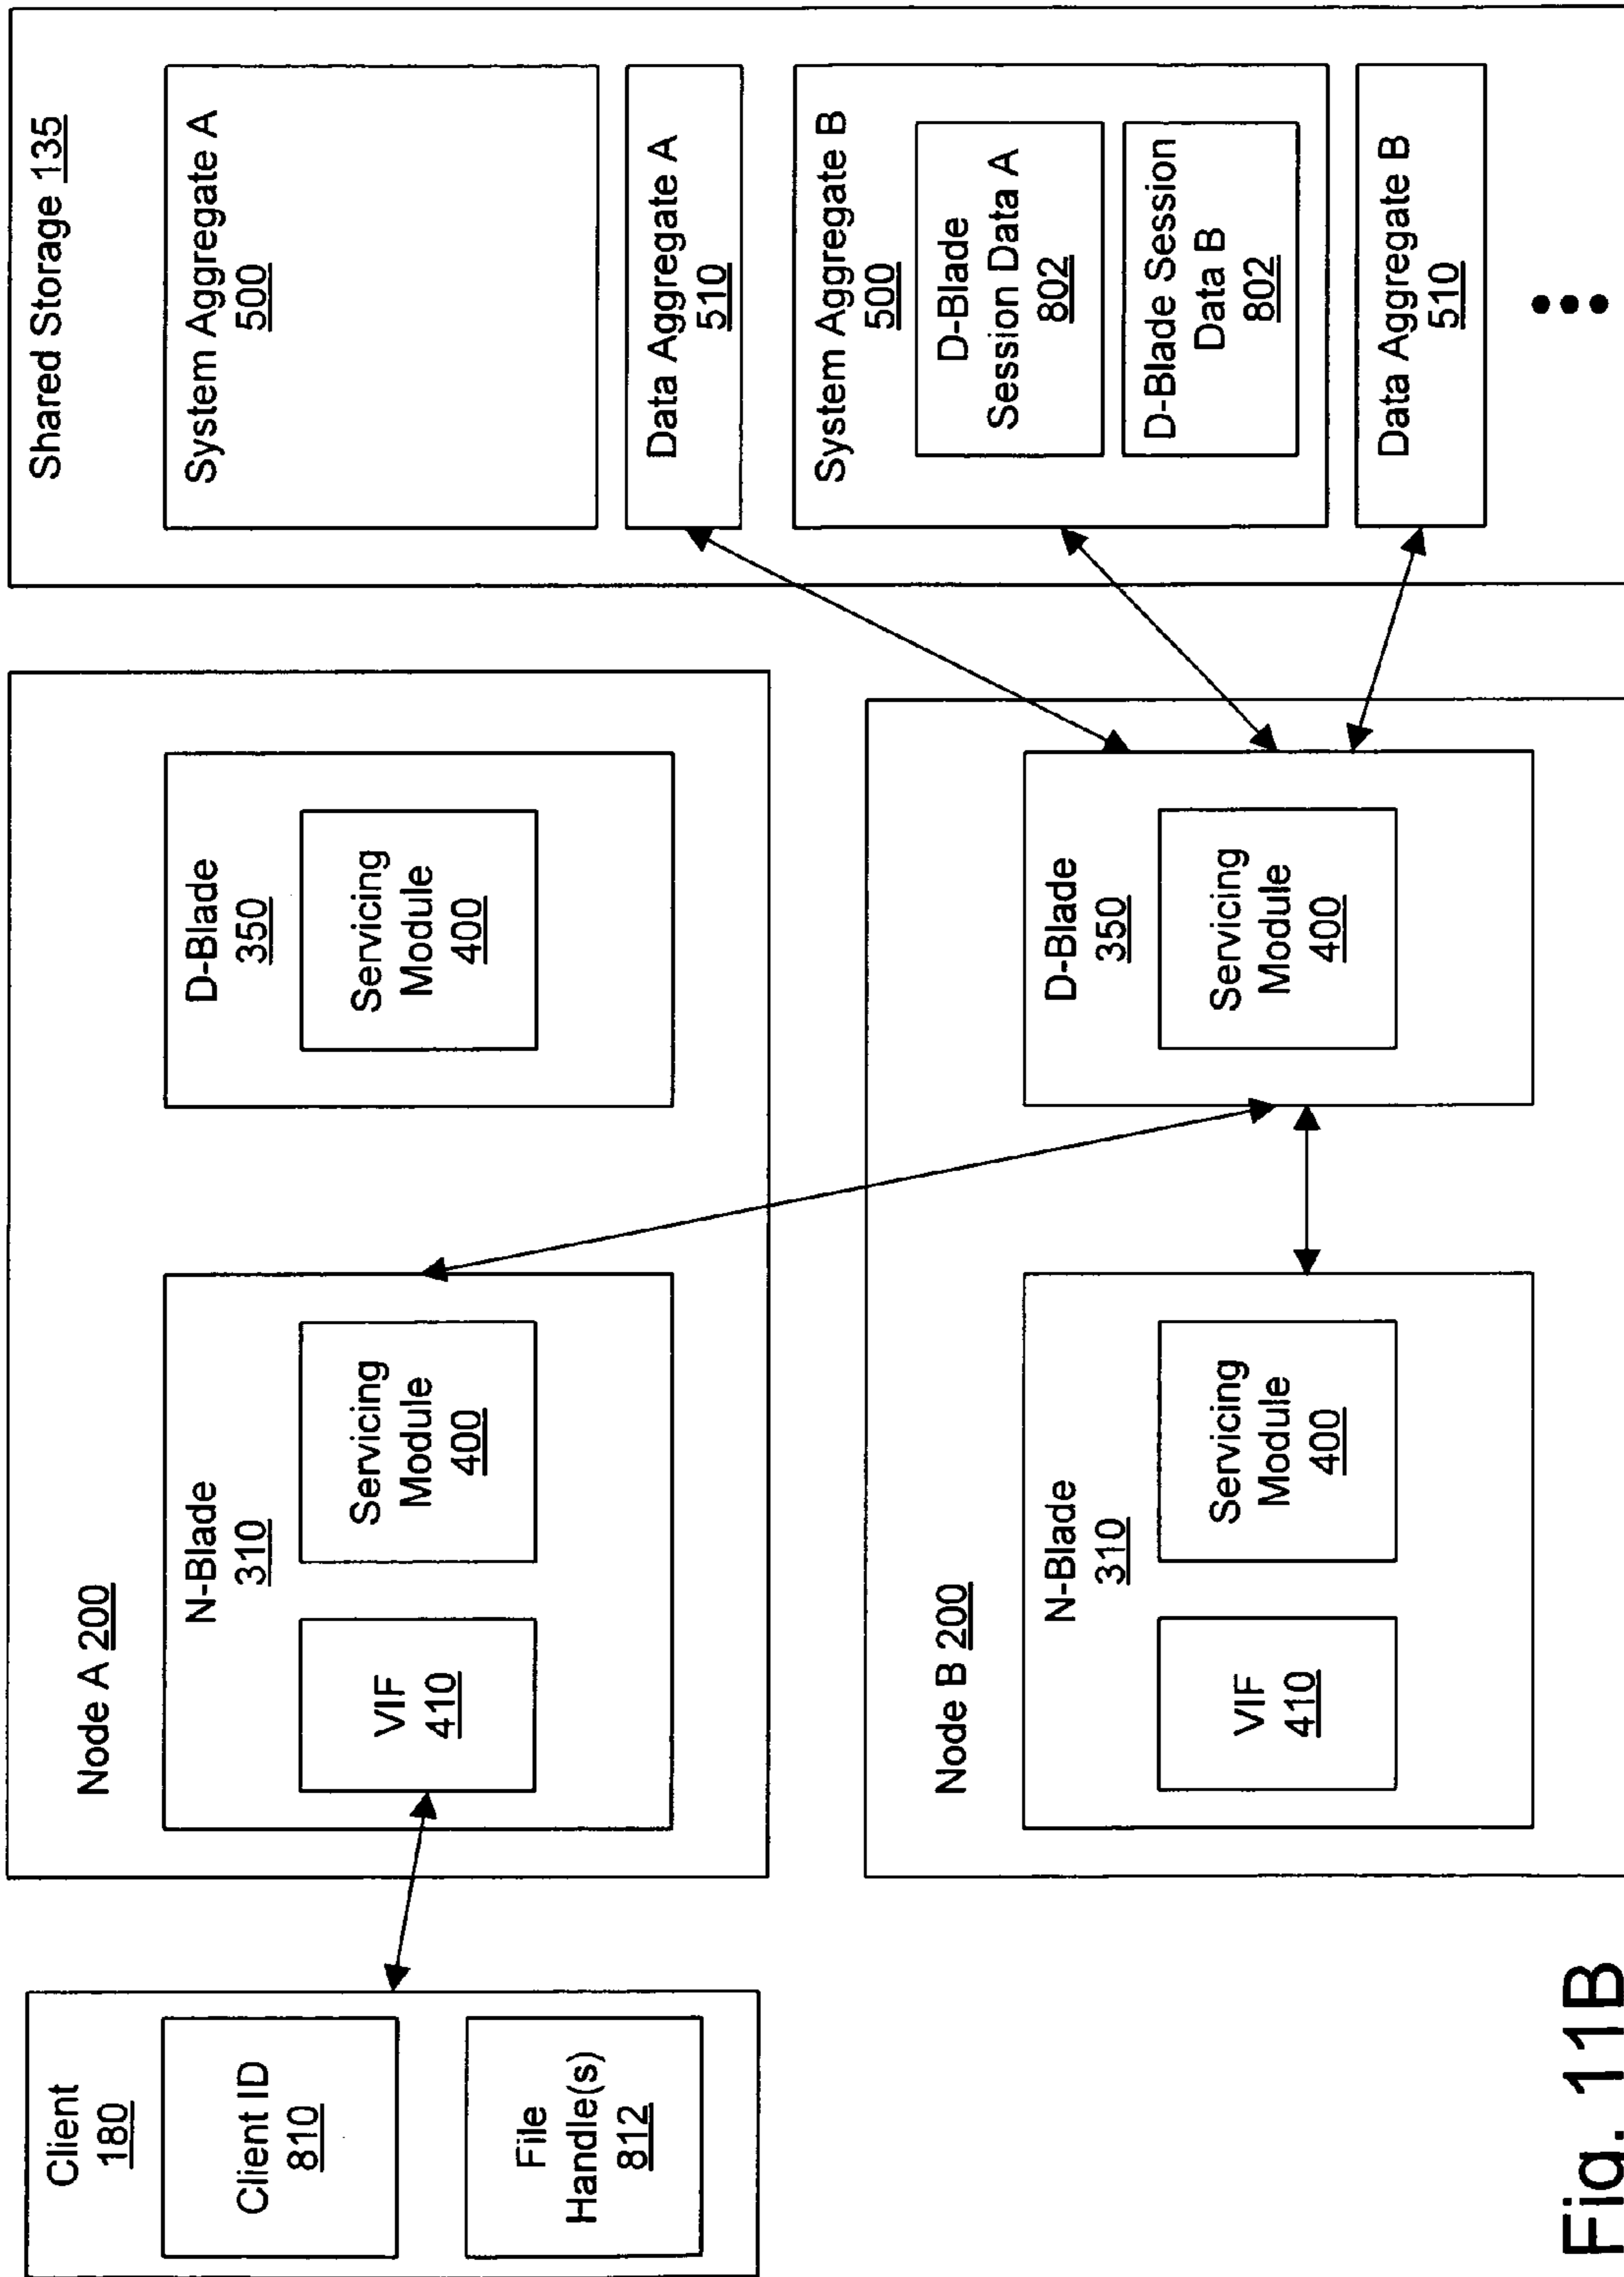 Client
180
Client ID
810
File
Handle(s)
812
Node A 200
N-Blade
310
VIF
410
Servicing
Module
400
D-Blade
350
Servicing
Module
400
Node B 200
N-Blade
310
VIF
410
Servicing
Module
400
D-Blade
350
Servicing
Module
400
Shared Storage 135
System Aggregate A
500
Data Aggregate A
510
System Aggregate B
500
D-Blade
Session Data A
802
D-Blade Session
Data B
802
Data Aggregate B
510
Fig. 11B